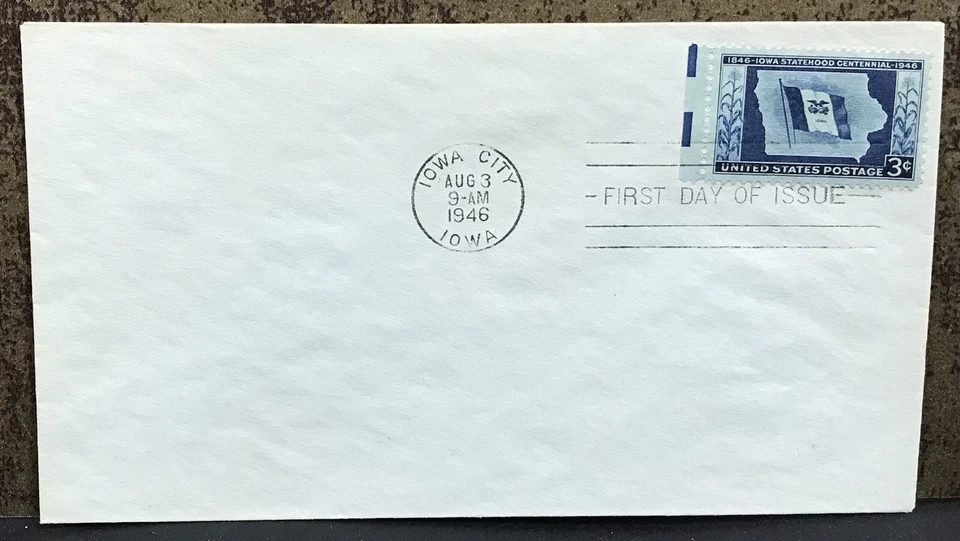 1846-IOWA STATEHOOD CENTENNIAL-1946
3¢
UNITED STATES POSTAGE
IOWA CITY
AUG 3
9-AM
1946
IOWA
FIRST DAY OF ISSUE